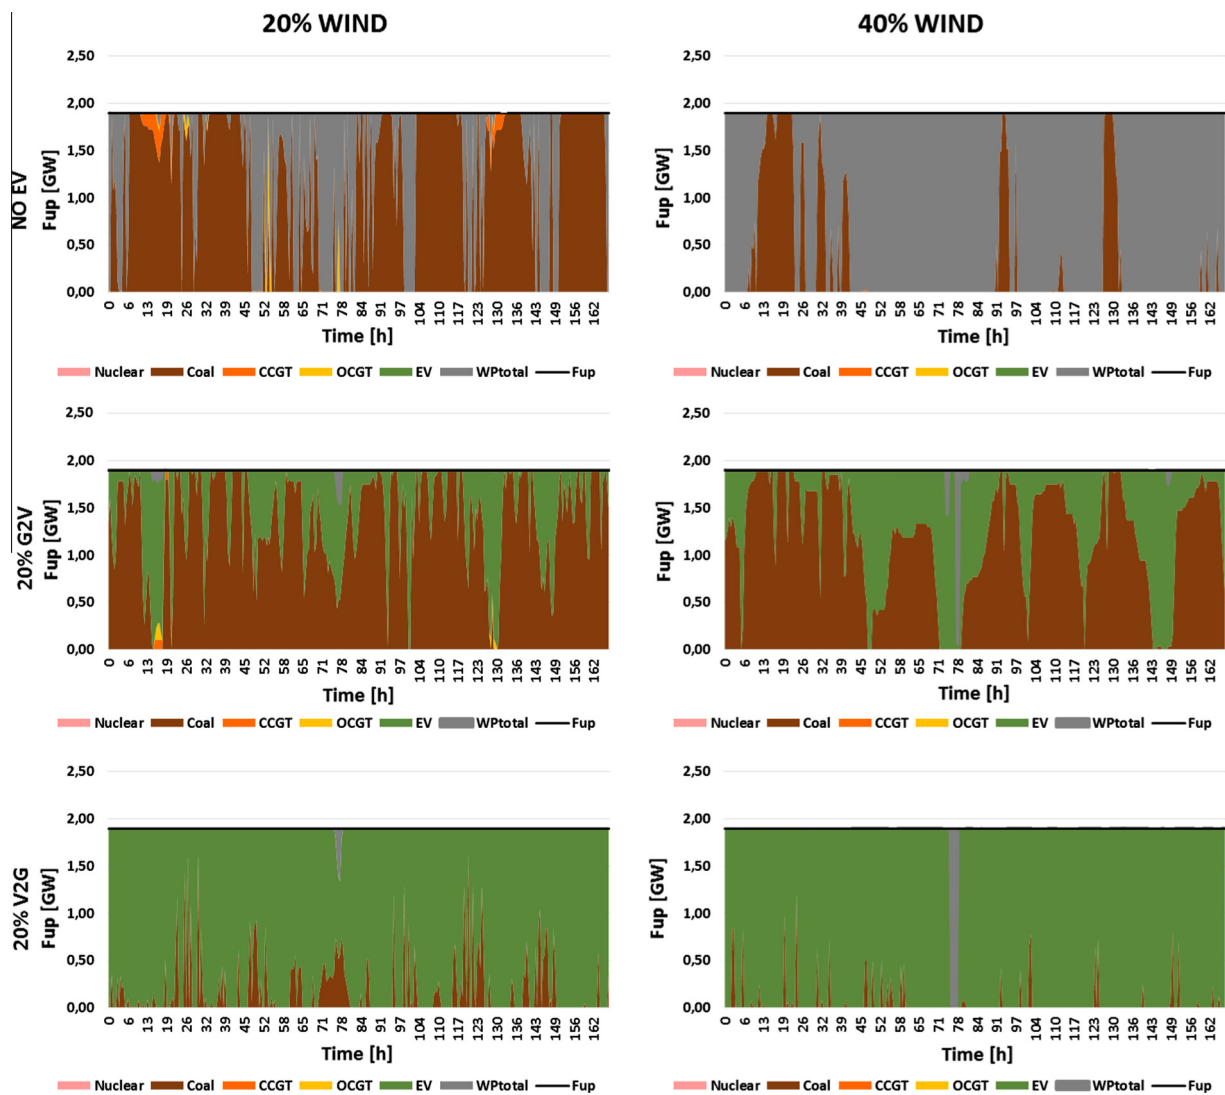 20% WIND
40% WIND
NO EV
Fup [GW]
2,50
2,00
1,50
1,00
0,50
0,00
0 6 13 19 26 32 39 45 52 58 65 71 78 84 91 97 104 110 117 123 130 136 143 149 156 162
Time [h]
Nuclear Coal CCGT OCGT EV WPtotal Fup
Fup [GW]
2,50
2,00
1,50
1,00
0,50
0,00
0 6 13 19 26 32 39 45 52 58 65 71 78 84 91 97 104 110 117 123 130 136 143 149 156 162
Time [h]
Nuclear Coal CCGT OCGT EV WPtotal Fup
20% G2V
Fup [GW]
2,50
2,00
1,50
1,00
0,50
0,00
0 6 13 19 26 32 39 45 52 58 65 71 78 84 91 97 104 110 117 123 130 136 143 149 156 162
Time [h]
Nuclear Coal CCGT OCGT EV WPtotal Fup
Fup [GW]
2,50
2,00
1,50
1,00
0,50
0,00
0 6 13 19 26 32 39 45 52 58 65 71 78 84 91 97 104 110 117 123 130 136 143 149 156 162
Time [h]
Nuclear Coal CCGT OCGT EV WPtotal Fup
20% V2G
Fup [GW]
2,50
2,00
1,50
1,00
0,50
0,00
0 6 13 19 26 32 39 45 52 58 65 71 78 84 91 97 104 110 117 123 130 136 143 149 156 162
Time [h]
Nuclear Coal CCGT OCGT EV WPtotal Fup
Fup [GW]
2,50
2,00
1,50
1,00
0,50
0,00
0 6 13 19 26 32 39 45 52 58 65 71 78 84 91 97 104 110 117 123 130 136 143 149 156 162
Time [h]
Nuclear Coal CCGT OCGT EV WPtotal Fup